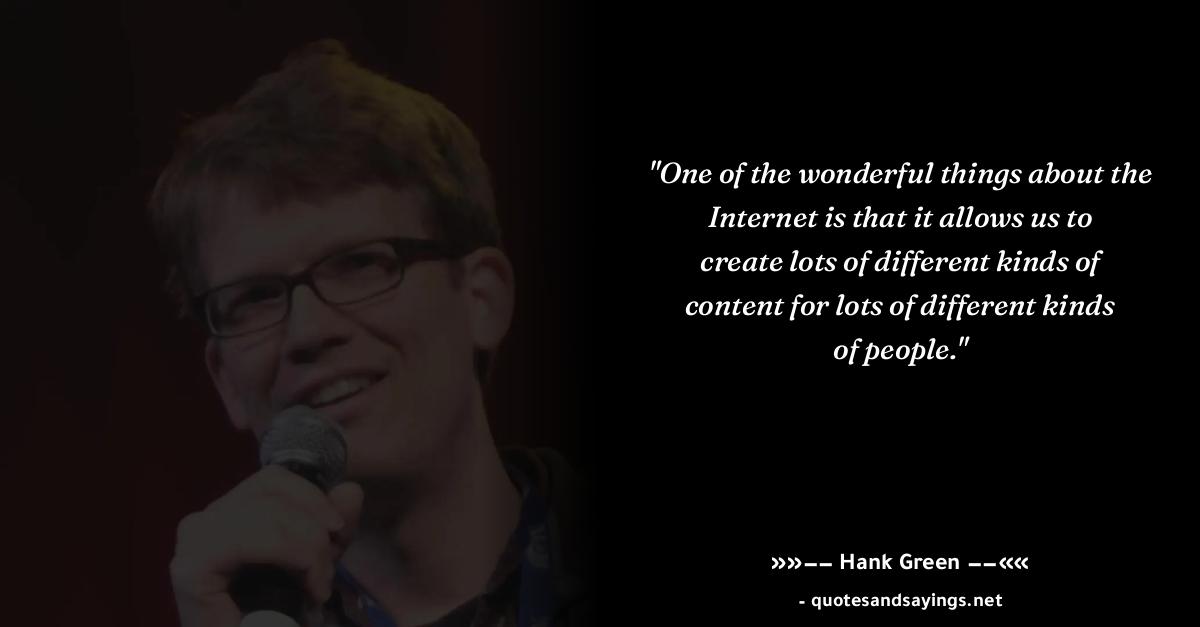 "One of the wonderful things about the
Internet is that it allows us to
create lots of different kinds of
content for lots of different kinds
of people."
»»—— Hank Green ——««
- quotesandsayings.net